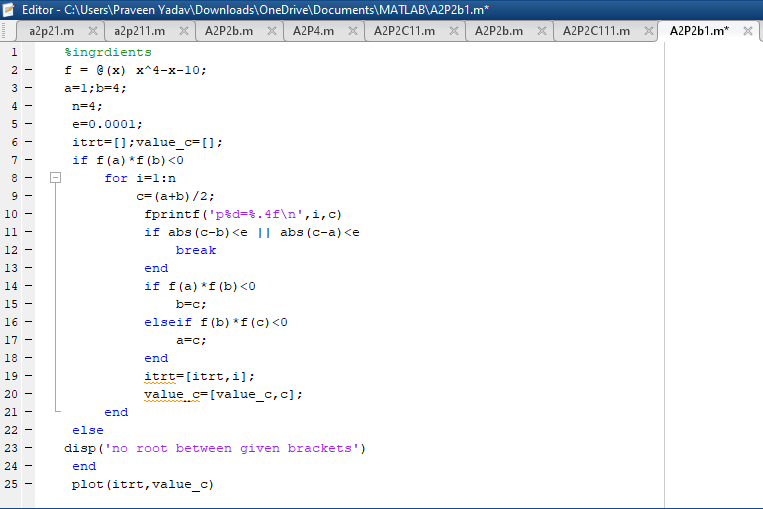 Editor - C:\Users\Praveen Yadav\Downloads\OneDrive\Documents\MATLAB\A2P2b1.m*
a2p21.m a2p211.m A2P2b.m A2P4.m A2P2C11.m A2P2b.m A2P2C111.m A2P2b1.m*
1 %ingrdients
2 f = @(x) x^4-x-10;
3 a=1;b=4;
4 n=4;
5 e=0.0001;
6 itrt=[];value_c=[];
7 if f(a)*f(b)<0
8 for i=1:n
9 c=(a+b)/2;
10 fprintf('p%d=%.4f\n',i,c)
11 if abs(c-b)<e || abs(c-a)<e
12 break
13 end
14 if f(a)*f(b)<0
15 b=c;
16 elseif f(b)*f(c)<0
17 a=c;
18 end
19 itrt=[itrt,i];
20 value_c=[value_c,c];
21 end
22 else
23 disp('no root between given brackets')
24 end
25 plot(itrt,value_c)